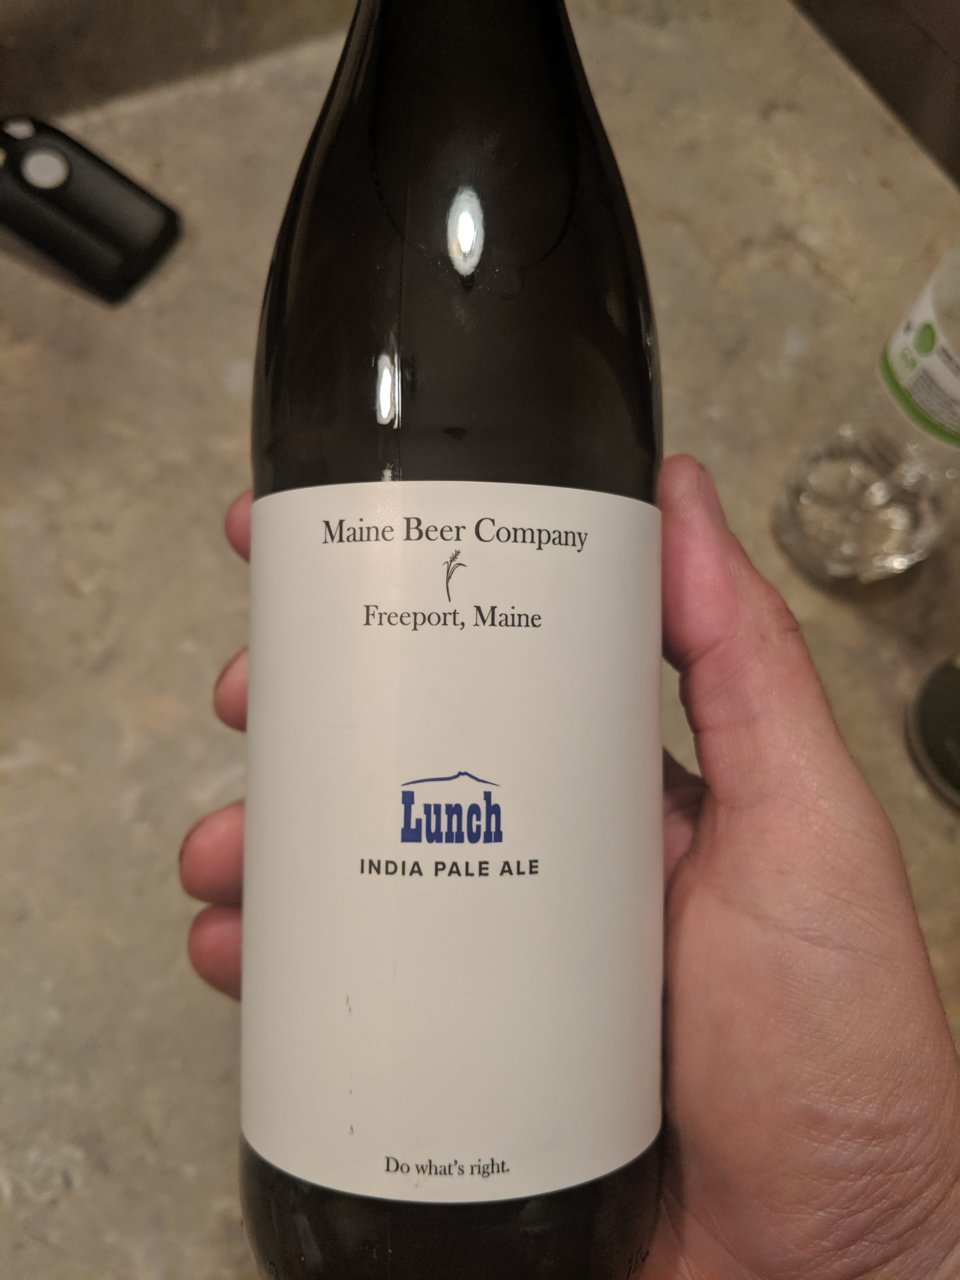 Maine Beer Company
Freeport, Maine
Lunch
INDIA PALE ALE
Do what's right.